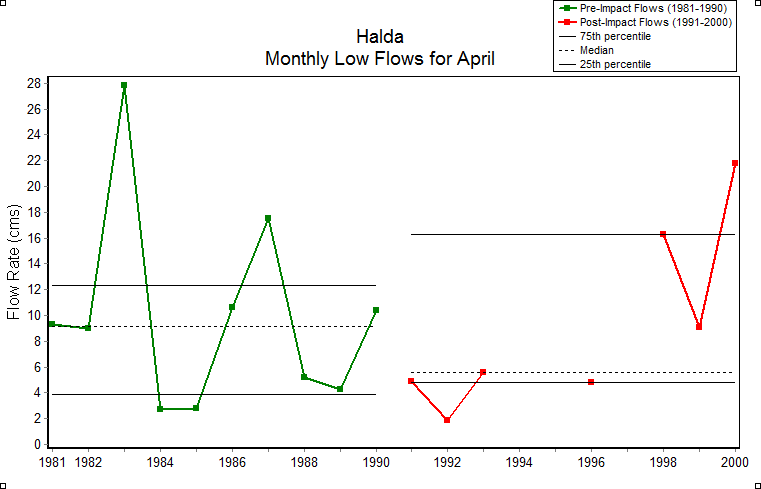 Pre-Impact Flows (1981-1990)
Post-Impact Flows (1991-2000)
75th percentile
Median
25th percentile
Halda
Monthly Low Flows for April
Flow Rate (cms)
28
26
24
22
20
18
16
14
12
10
8
6
4
2
0
1981 1982 1984 1986 1988 1990 1992 1994 1996 1998 2000